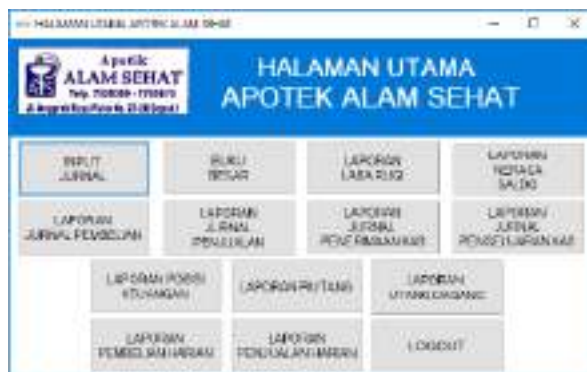 HALAMAN UTAMA APOTEK ALAM SEHAT
Apotik
ALAM SEHAT
HALAMAN UTAMA
APOTEK ALAM SEHAT
INPUT
JURNAL
BUKU
BESAR
LAPORAN
LABA RUGI
LAPORAN
NERACA
SALDO
LAPORAN
JURNAL PEMBELIAN
LAPORAN
JURNAL
PENJUALAN
LAPORAN
JURNAL
PENERIMAAN KAS
LAPORAN
JURNAL
PENGELUARAN KAS
LAPORAN POSISI
KEUANGAN
LAPORAN PIUTANG
LAPORAN
UTANG DAGANG
LAPORAN
PEMBELIAN HARIAN
LAPORAN
PENJUALAN HARIAN
LOGOUT